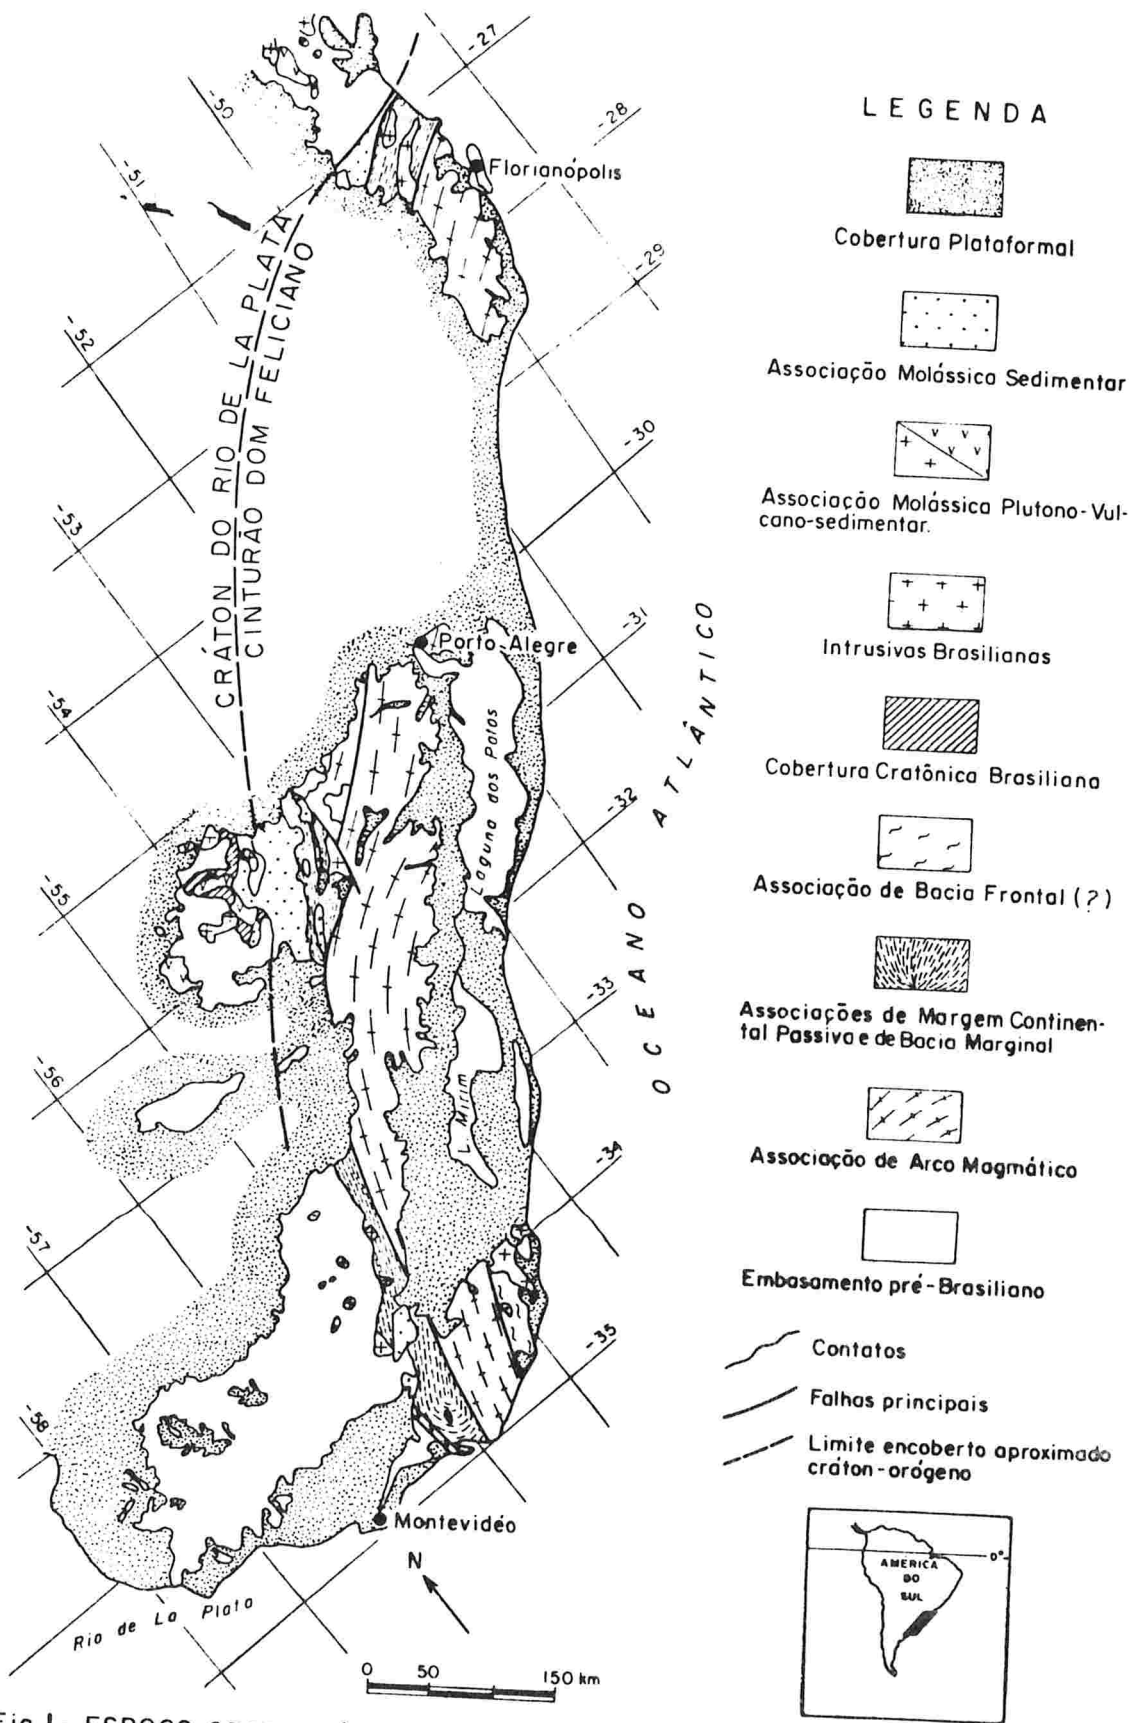 -27
-28
-29
-30
-31
-32
-33
-34
-35
-50
-51
-52
-53
-54
-55
-56
-57
-58
Florianópolis
CRÁTON DO RIO DE LA PLATA
CINTURÃO DOM FELICIANO
Porto Alegre
Laguna dos Patos
L. Mirim
OCEANO ATLÂNTICO
Montevidéo
Rio de La Plata
N
0 50 150 km
LEGENDA
Cobertura Plataformal
Associação Molássica Sedimentar
Associação Molássica Plutono-Vul-
cano-sedimentar.
Intrusivas Brasilianas
Cobertura Cratônica Brasiliana
Associação de Bacia Frontal (?)
Associações de Margem Continen-
tal Passiva e de Bacia Marginal
Associação de Arco Magmático
Embasamento pré-Brasiliano
Contatos
Falhas principais
Limite encoberto aproximado
cráton-orógeno
AMERICA
DO
SUL
0°
Fig 1- ESBOÇO